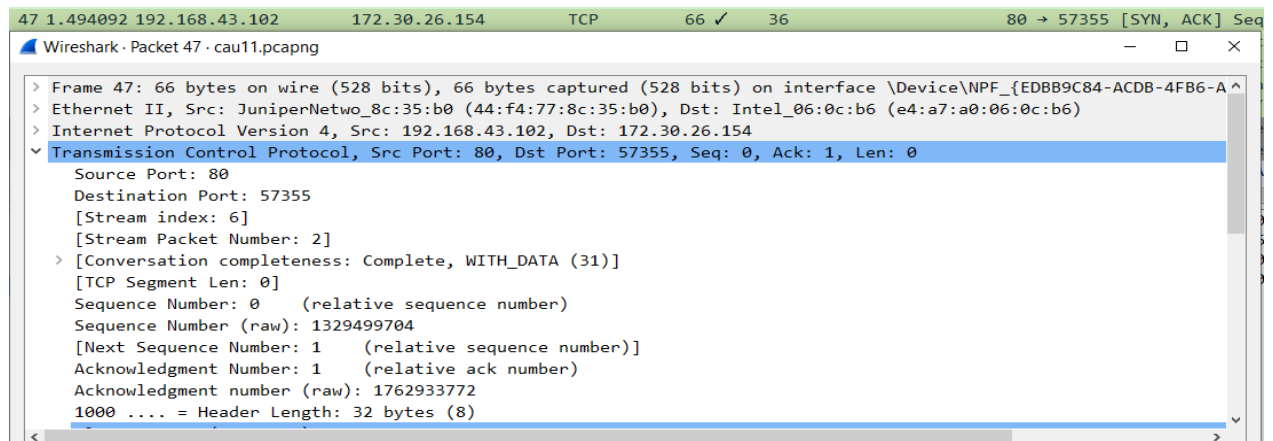 47 1.494092 192.168.43.102 172.30.26.154 TCP 66 ✓ 36 80 → 57355 [SYN, ACK] Seq
Wireshark · Packet 47 · cau11.pcapng
Frame 47: 66 bytes on wire (528 bits), 66 bytes captured (528 bits) on interface \Device\NPF_{EDBB9C84-ACDB-4FB6-A
Ethernet II, Src: JuniperNetwo_8c:35:b0 (44:f4:77:8c:35:b0), Dst: Intel_06:0c:b6 (e4:a7:a0:06:0c:b6)
Internet Protocol Version 4, Src: 192.168.43.102, Dst: 172.30.26.154
Transmission Control Protocol, Src Port: 80, Dst Port: 57355, Seq: 0, Ack: 1, Len: 0
Source Port: 80
Destination Port: 57355
[Stream index: 6]
[Stream Packet Number: 2]
[Conversation completeness: Complete, WITH_DATA (31)]
[TCP Segment Len: 0]
Sequence Number: 0 (relative sequence number)
Sequence Number (raw): 1329499704
[Next Sequence Number: 1 (relative sequence number)]
Acknowledgment Number: 1 (relative ack number)
Acknowledgment number (raw): 1762933772
1000 .... = Header Length: 32 bytes (8)